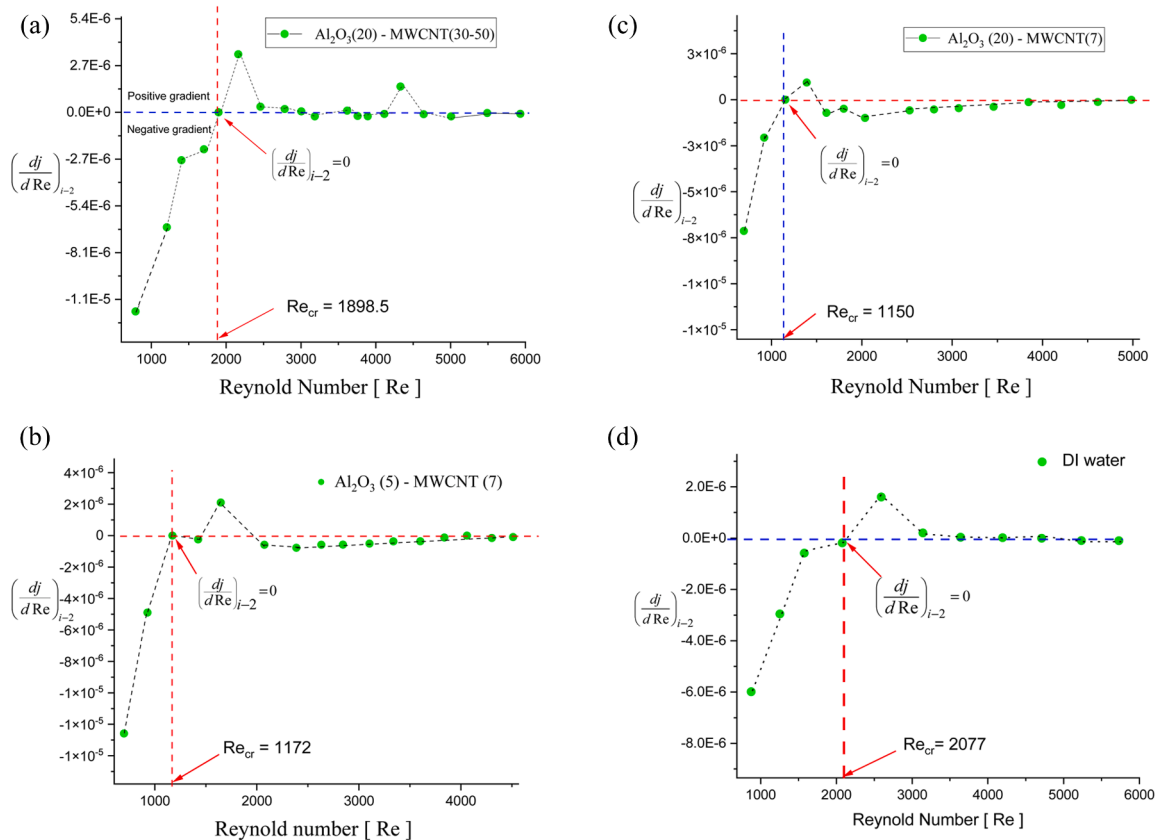 (a)
5.4E-6
2.7E-6
0.0E+0
-2.7E-6
-5.4E-6
-8.1E-6
-1.1E-5
Al₂O₃(20) - MWCNT(30-50)
Positive gradient
Negative gradient
(dj/dRe)ᵢ₋₂
(dj/dRe)ᵢ₋₂=0
Re_cr = 1898.5
1000 2000 3000 4000 5000 6000
Reynold Number [ Re ]
(c)
3×10⁻⁶
0
-3×10⁻⁶
-6×10⁻⁶
-8×10⁻⁶
-1×10⁻⁵
-1×10⁻⁵
Al₂O₃ (20) - MWCNT(7)
(dj/dRe)ᵢ₋₂
(dj/dRe)ᵢ₋₂=0
Re_cr = 1150
1000 2000 3000 4000 5000
Reynold Number [ Re ]
(b)
4×10⁻⁶
2×10⁻⁶
0
-2×10⁻⁶
-4×10⁻⁶
-6×10⁻⁶
-8×10⁻⁶
-1×10⁻⁵
-1×10⁻⁵
-1×10⁻⁵
Al₂O₃ (5) - MWCNT (7)
(dj/dRe)ᵢ₋₂
(dj/dRe)ᵢ₋₂=0
Re_cr = 1172
1000 2000 3000 4000
Reynold number [ Re ]
(d)
2.0E-6
0.0E+0
-2.0E-6
-4.0E-6
-6.0E-6
-8.0E-6
DI water
(dj/dRe)ᵢ₋₂
(dj/dRe)ᵢ₋₂=0
Re_cr = 2077
1000 2000 3000 4000 5000 6000
Reynold Number [ Re ]